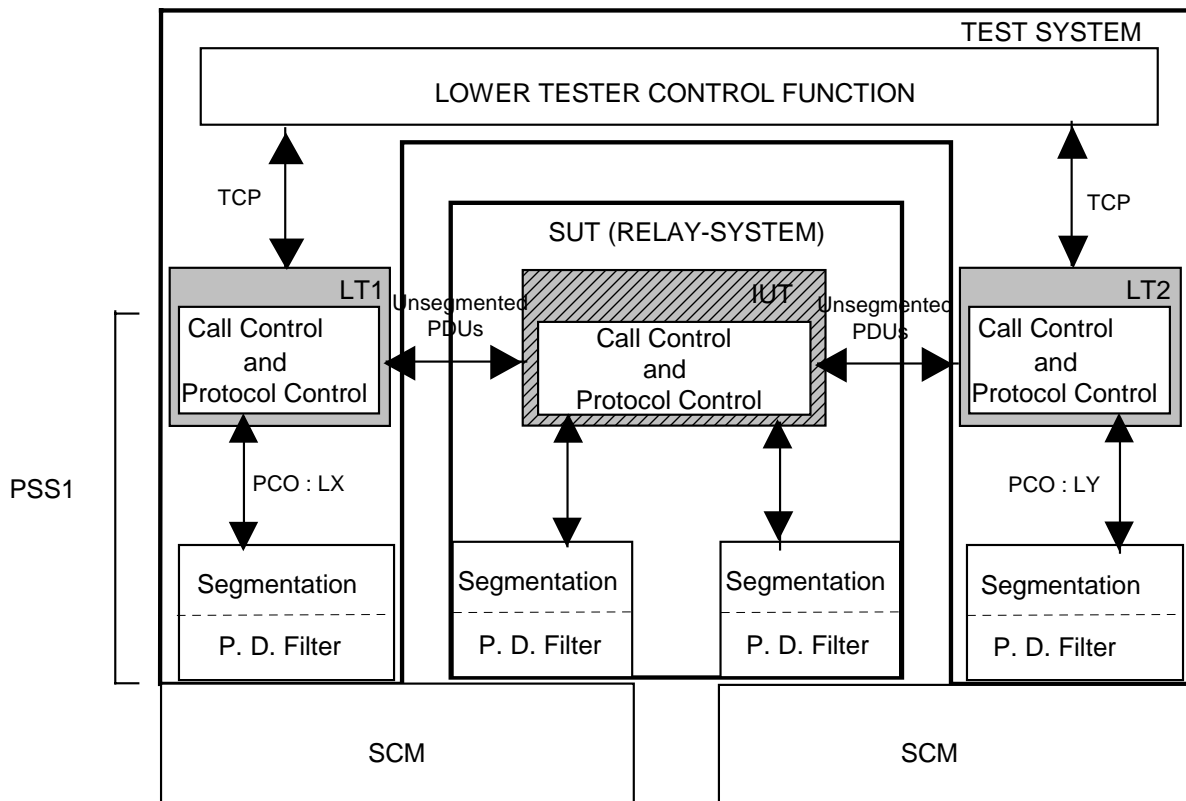 TEST SYSTEM
LOWER TESTER CONTROL FUNCTION
TCP
TCP
SUT (RELAY-SYSTEM)
LT1
Unsegmented
PDUs
IUT
Unsegmented
PDUs
LT2
Call Control
and
Protocol Control
Call Control
and
Protocol Control
Call Control
and
Protocol Control
PSS1
PCO : LX
PCO : LY
Segmentation
P. D. Filter
Segmentation
P. D. Filter
Segmentation
P. D. Filter
Segmentation
P. D. Filter
SCM
SCM